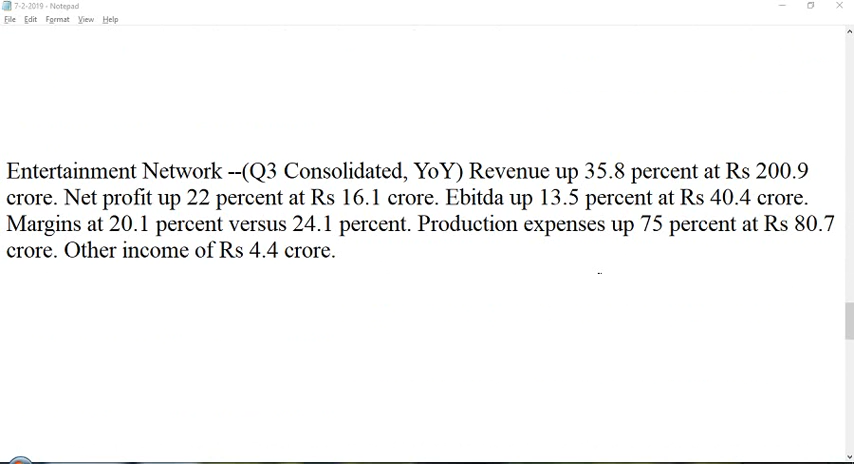 7-2-2019 - Notepad
File Edit Format View Help
Entertainment Network --(Q3 Consolidated, YoY) Revenue up 35.8 percent at Rs 200.9
crore. Net profit up 22 percent at Rs 16.1 crore. Ebitda up 13.5 percent at Rs 40.4 crore.
Margins at 20.1 percent versus 24.1 percent. Production expenses up 75 percent at Rs 80.7
crore. Other income of Rs 4.4 crore.